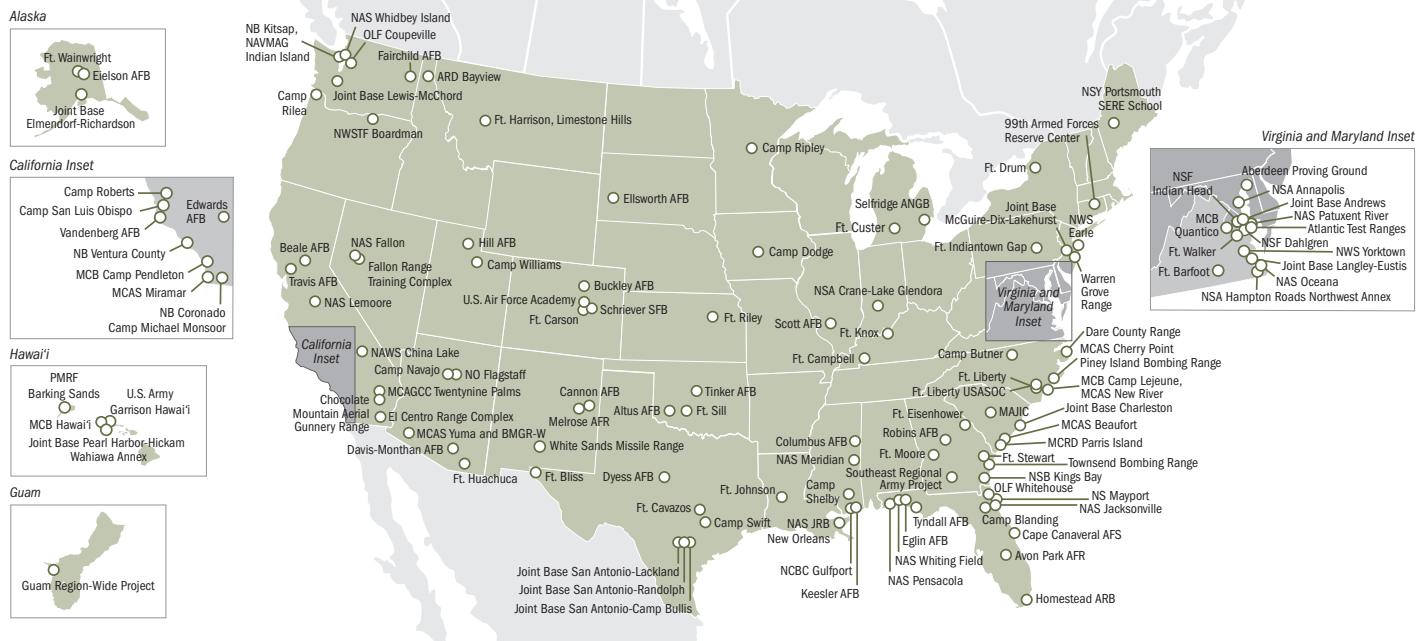 Alaska
Ft. Wainwright
Eielson AFB
Joint Base
Elmendorf-Richardson
California Inset
Camp Roberts
Camp San Luis Obispo
Edwards
AFB
Vandenberg AFB
NB Ventura County
MCB Camp Pendleton
MCAS Miramar
NB Coronado
Camp Michael Monsoor
Hawai‘i
PMRF
Barking Sands
U.S. Army
Garrison Hawai‘i
MCB Hawai‘i
Joint Base Pearl Harbor-Hickam
Wahiawa Annex
Guam
Guam Region-Wide Project
NAS Whidbey Island
NB Kitsap,
NAVMAG
Indian Island
OLF Coupeville
Fairchild AFB
ARD Bayview
Joint Base Lewis-McChord
Camp
Rilea
NWSTF Boardman
Ft. Harrison, Limestone Hills
Camp Ripley
Ellsworth AFB
Selfridge ANGB
Ft. Custer
Camp Dodge
Beale AFB
NAS Fallon
Hill AFB
Camp Williams
Fallon Range
Training Complex
Travis AFB
NAS Lemoore
Buckley AFB
U.S. Air Force Academy
Schriever SFB
Ft. Carson
Ft. Riley
NSA Crane-Lake Glendora
Scott AFB
Ft. Knox
Ft. Campbell
California
Inset
NAWS China Lake
Camp Navajo
NO Flagstaff
MCAGCC Twentynine Palms
Chocolate
Mountain Aerial
Gunnery Range
El Centro Range Complex
MCAS Yuma and BMGR-W
Davis-Monthan AFB
Ft. Huachuca
Cannon AFB
Melrose AFR
White Sands Missile Range
Ft. Bliss
Tinker AFB
Altus AFB
Ft. Sill
Dyess AFB
Ft. Cavazos
Camp Swift
Joint Base San Antonio-Lackland
Joint Base San Antonio-Randolph
Joint Base San Antonio-Camp Bullis
Ft. Johnson
Columbus AFB
NAS Meridian
Camp
Shelby
NAS JRB
New Orleans
NCBC Gulfport
Keesler AFB
NAS Pensacola
NAS Whiting Field
Eglin AFB
Tyndall AFB
Southeast Regional
Army Project
Ft. Moore
Robins AFB
Ft. Eisenhower
Camp Butner
Ft. Liberty
Ft. Liberty USASOC
MAJIC
Dare County Range
MCAS Cherry Point
Piney Island Bombing Range
MCB Camp Lejeune,
MCAS New River
Joint Base Charleston
MCAS Beaufort
MCRD Parris Island
Ft. Stewart
Townsend Bombing Range
NSB Kings Bay
OLF Whitehouse
NS Mayport
NAS Jacksonville
Camp Blanding
Cape Canaveral AFS
Avon Park AFR
Homestead ARB
NSY Portsmouth
SERE School
99th Armed Forces
Reserve Center
Ft. Drum
Joint Base
McGuire-Dix-Lakehurst
NWS
Earle
Ft. Indiantown Gap
Warren
Grove
Range
Virginia and
Maryland
Inset
Virginia and Maryland Inset
Aberdeen Proving Ground
NSF
Indian Head
NSA Annapolis
Joint Base Andrews
NAS Patuxent River
Atlantic Test Ranges
MCB
Quantico
NSF Dahlgren
Ft. Walker
NWS Yorktown
Joint Base Langley-Eustis
Ft. Barfoot
NAS Oceana
NSA Hampton Roads Northwest Annex